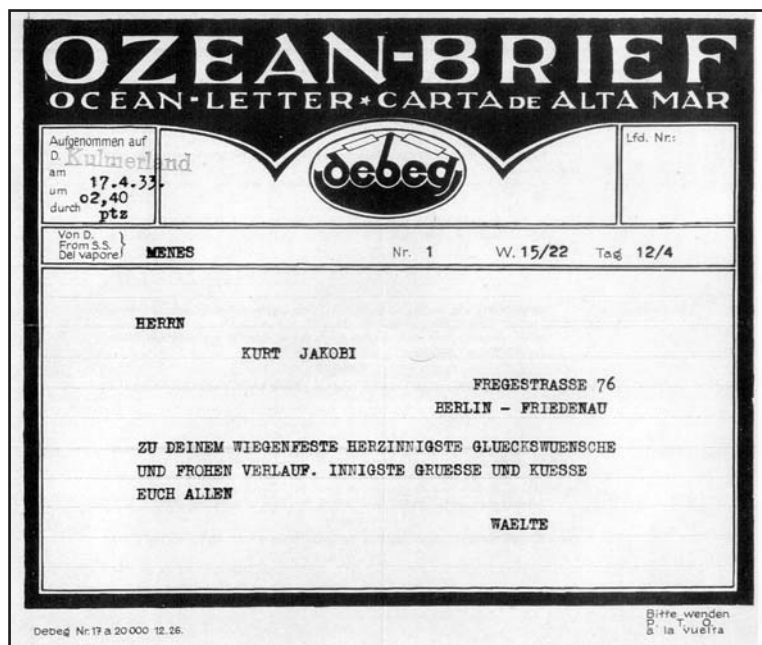 OZEAN-BRIEF
OCEAN-LETTER*CARTA DE ALTA MAR
Aufgenommen auf
D. Kulmerland
am 17.4.33.
um 02,40
durch ptz
debeg
Lfd. Nr.:
Von D.
From S.S.
Del vapore
MENES Nr. 1 W. 15/22 Tag 12/4
HERRN
KURT JAKOBI
FREGESTRASSE 76
BERLIN - FRIEDENAU
ZU DEINEM WIEGENFESTE HERZINNIGSTE GLUECKSWUENSCHE
UND FROHEN VERLAUF. INNIGSTE GRUESSE UND KUESSE
EUCH ALLEN
WAELTE
Debeg Nr. 17 a 20000 12.26.
Bitte wenden
P. T. O.
a la vuelta